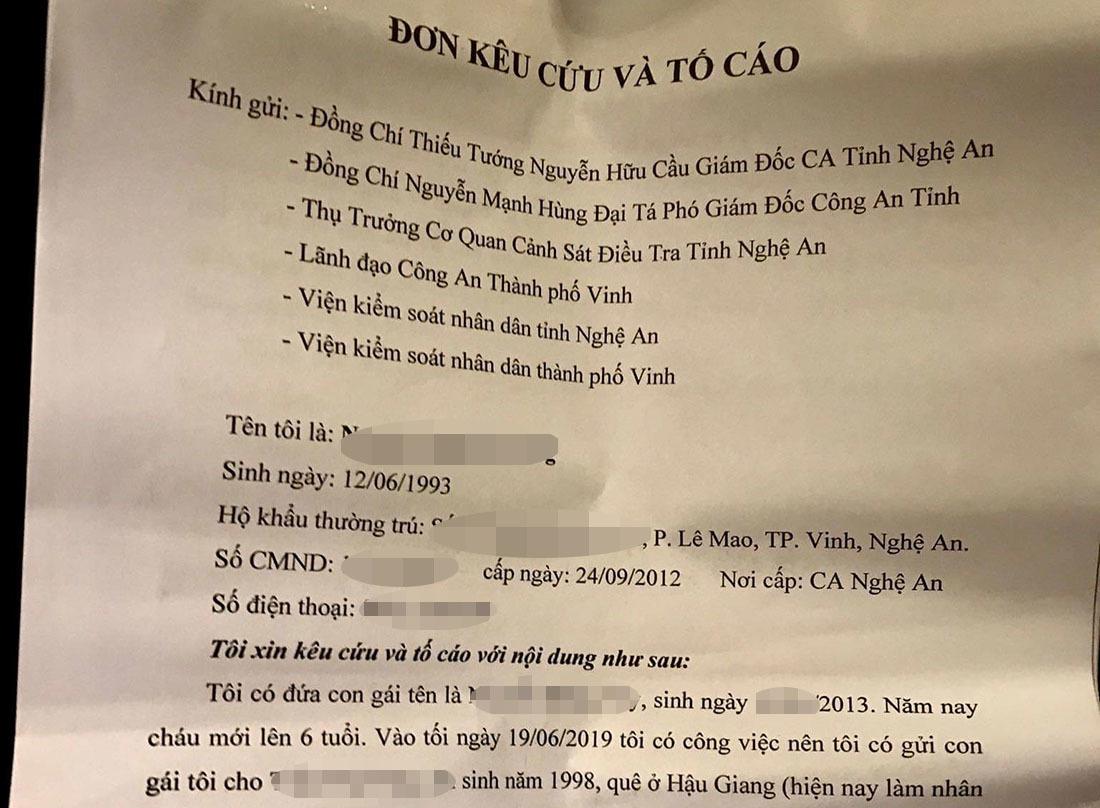 ĐƠN KÊU CỨU VÀ TỐ CÁO
Kính gửi: - Đồng Chí Thiếu Tướng Nguyễn Hữu Cầu Giám Đốc CA Tỉnh Nghệ An
- Đồng Chí Nguyễn Mạnh Hùng Đại Tá Phó Giám Đốc Công An Tỉnh
- Thụ Trưởng Cơ Quan Cảnh Sát Điều Tra Tỉnh Nghệ An
- Lãnh đạo Công An Thành phố Vinh
- Viện kiểm soát nhân dân tỉnh Nghệ An
- Viện kiểm soát nhân dân thành phố Vinh
Tên tôi là:
Sinh ngày: 12/06/1993
Hộ khẩu thường trú: , P. Lê Mao, TP. Vinh, Nghệ An.
Số CMND: cấp ngày: 24/09/2012 Nơi cấp: CA Nghệ An
Số điện thoại:
Tôi xin kêu cứu và tố cáo với nội dung như sau:
Tôi có đứa con gái tên là , sinh ngày /2013. Năm nay
cháu mới lên 6 tuổi. Vào tối ngày 19/06/2019 tôi có công việc nên tôi có gửi con
gái tôi cho sinh năm 1998, quê ở Hậu Giang (hiện nay làm nhân